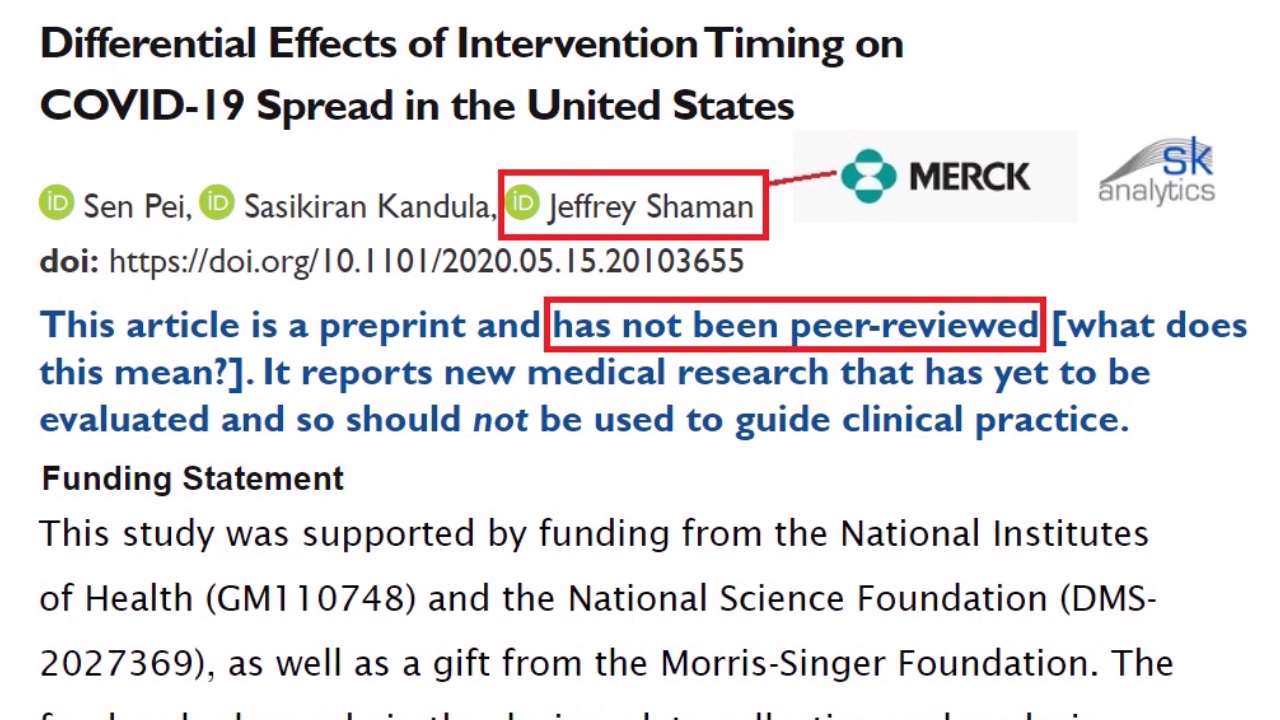 Differential Effects of Intervention Timing on
COVID-19 Spread in the United States
MERCK
sk
analytics
iD Sen Pei, iD Sasikiran Kandula, iD Jeffrey Shaman
doi: https://doi.org/10.1101/2020.05.15.20103655
This article is a preprint and has not been peer-reviewed [what does
this mean?]. It reports new medical research that has yet to be
evaluated and so should not be used to guide clinical practice.
Funding Statement
This study was supported by funding from the National Institutes
of Health (GM110748) and the National Science Foundation (DMS-
2027369), as well as a gift from the Morris-Singer Foundation. The